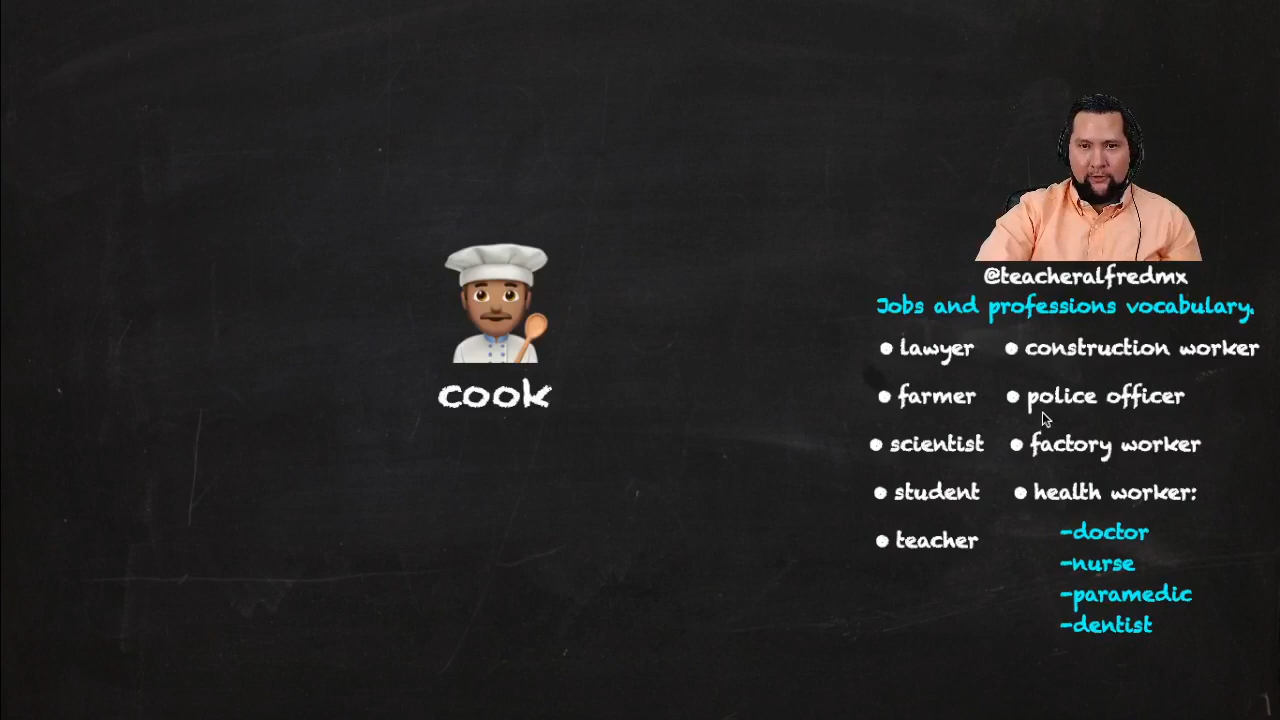 cook
@teacheralfredmx
Jobs and professions vocabulary.
• lawyer
• farmer
• scientist
• student
• teacher
• construction worker
• police officer
• factory worker
• health worker:
-doctor
-nurse
-paramedic
-dentist